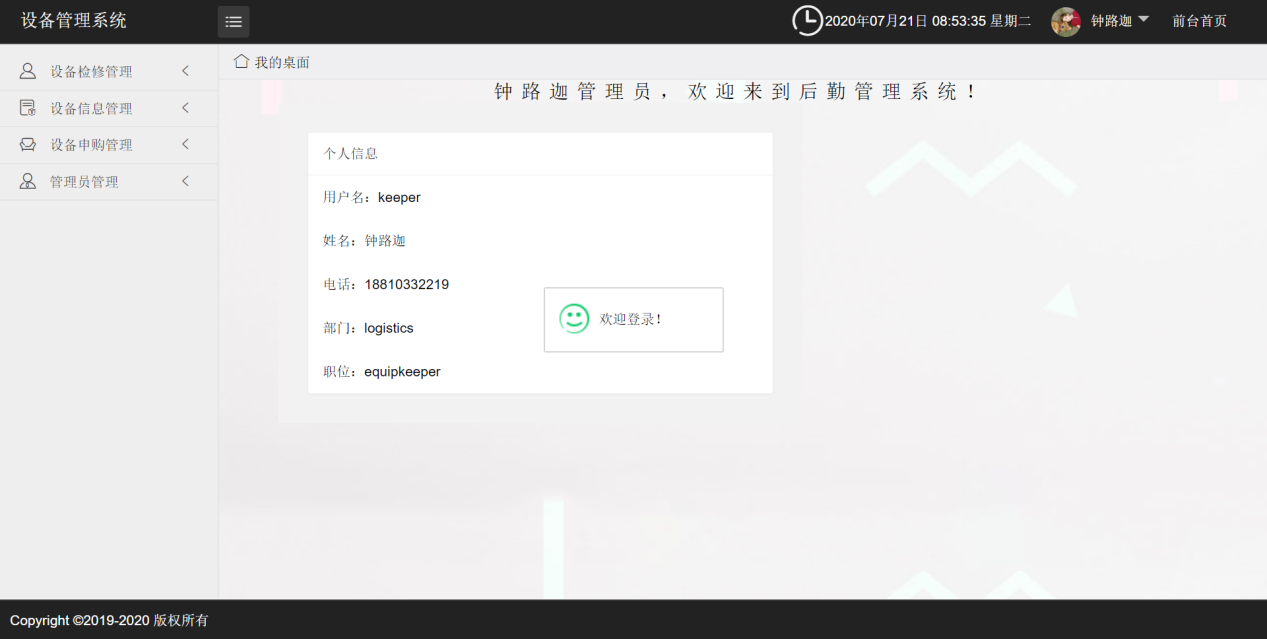 设备管理系统
2020年07月21日 08:53:35 星期二
钟路迦
前台首页
设备检修管理
设备信息管理
设备申购管理
管理员管理
我的桌面
钟路迦管理员，欢迎来到后勤管理系统！
个人信息
用户名：keeper
姓名：钟路迦
电话：18810332219
部门：logistics
职位：equipkeeper
欢迎登录!
Copyright ©2019-2020 版权所有